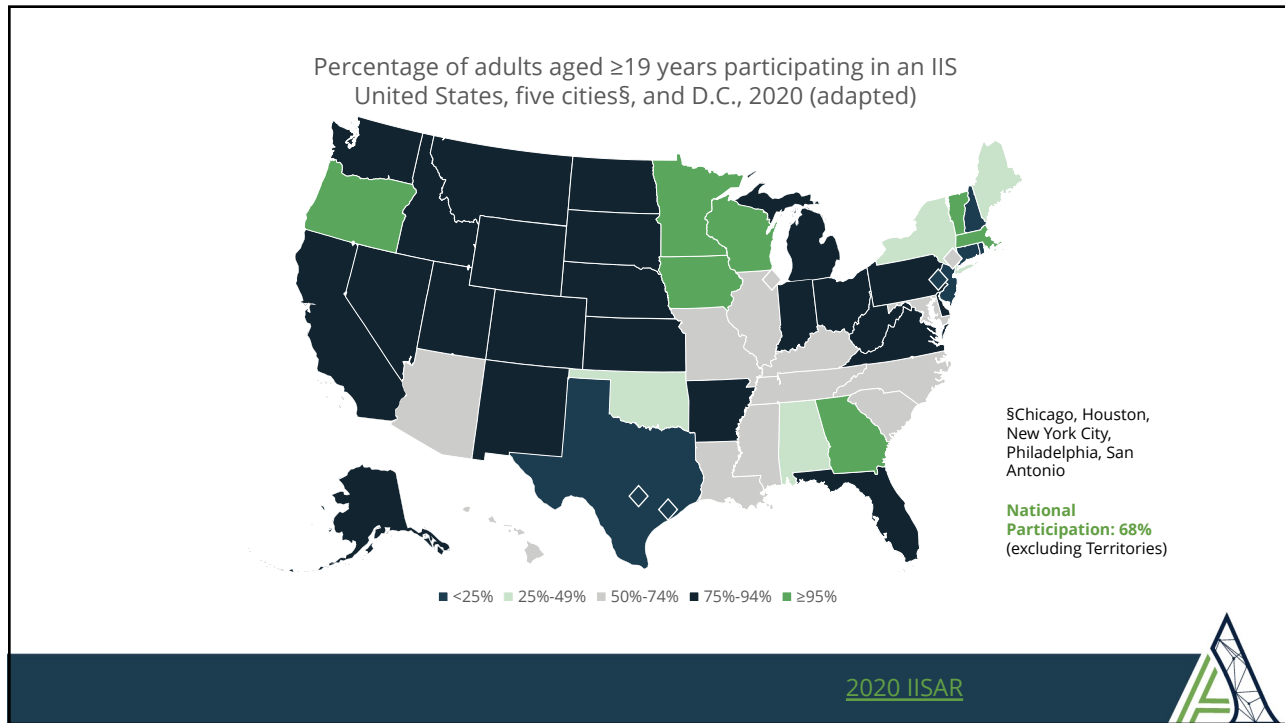 Percentage of adults aged ≥19 years participating in an IIS
United States, five cities§, and D.C., 2020 (adapted)
§Chicago, Houston,
New York City,
Philadelphia, San
Antonio
National
Participation: 68%
(excluding Territories)
<25% 25%-49% 50%-74% 75%-94% ≥95%
2020 IISAR